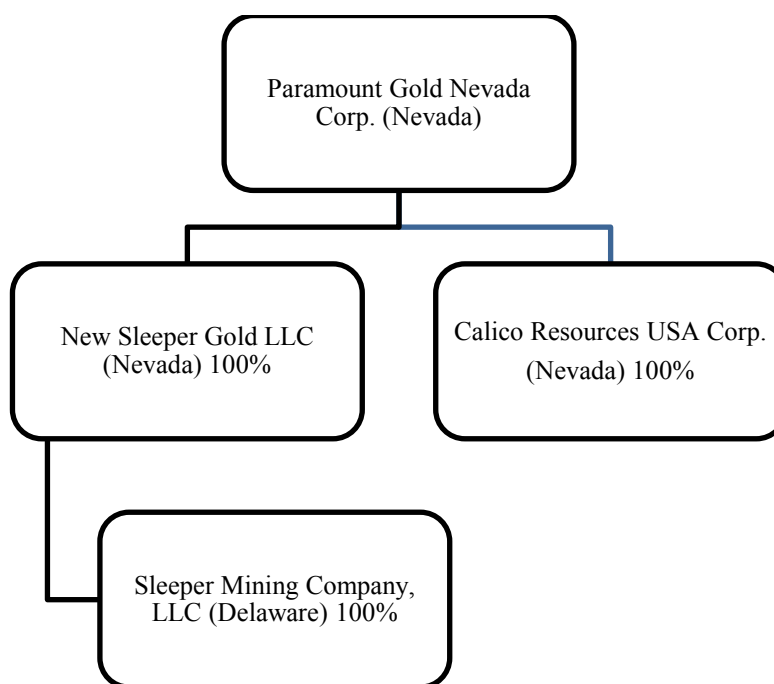 Paramount Gold Nevada
Corp. (Nevada)
New Sleeper Gold LLC
(Nevada) 100%
Calico Resources USA Corp.
(Nevada) 100%
Sleeper Mining Company,
LLC (Delaware) 100%